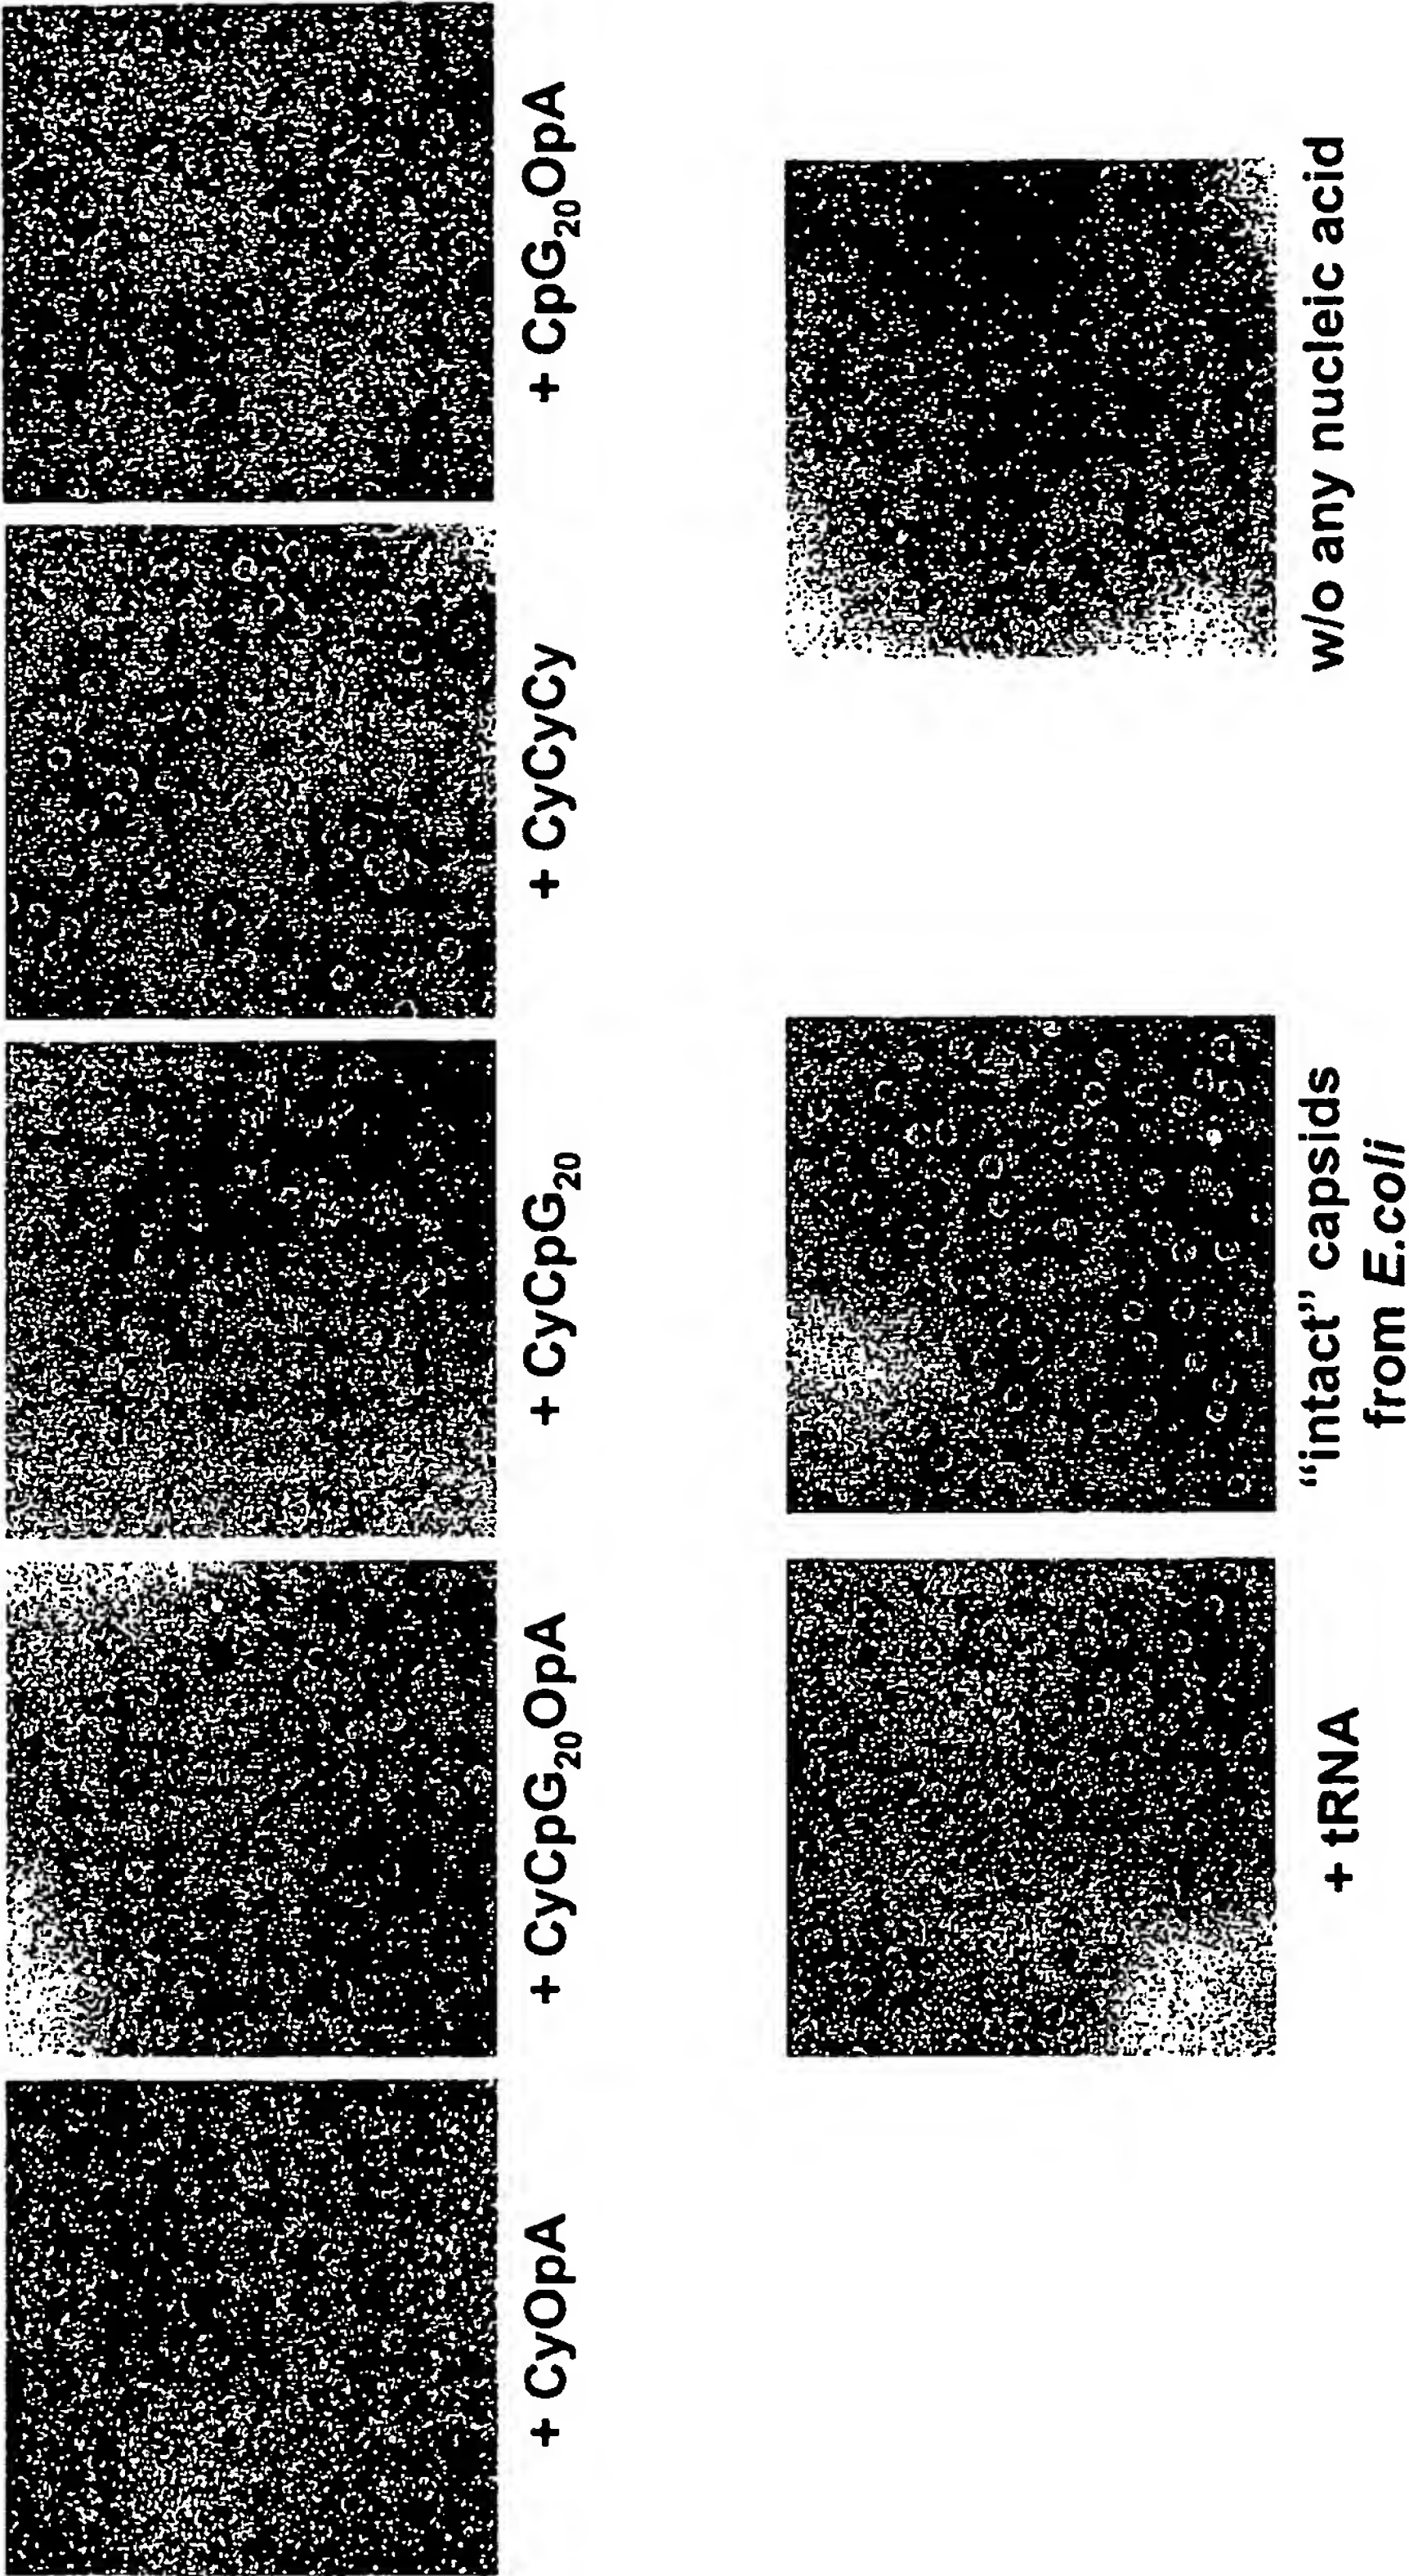 + CyOpA
+ CyCpG₂₀OpA
+ CyCpG₂₀
+ CyCyCy
+ CpG₂₀OpA
+ tRNA
“intact” capsids
from E.coli
w/o any nucleic acid